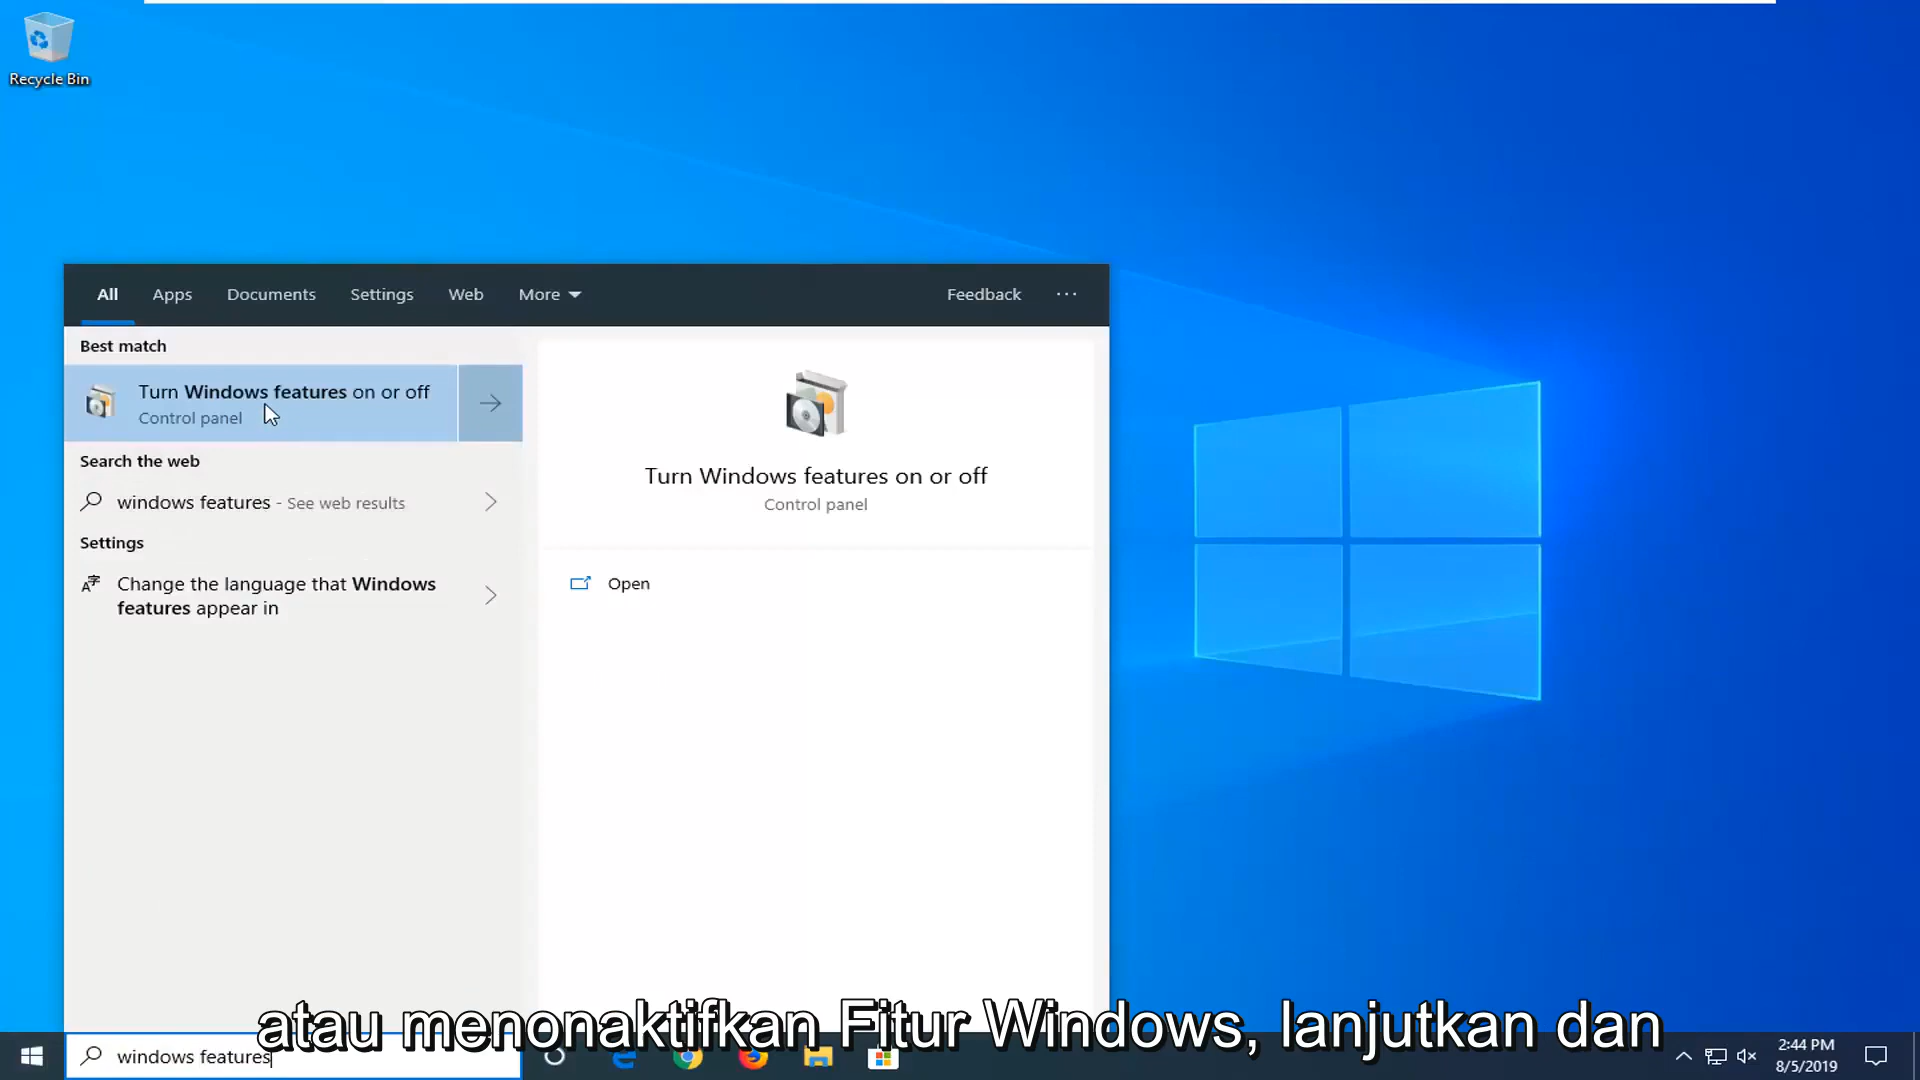 Recycle Bin
All Apps Documents Settings Web More Feedback ...
Best match
Turn Windows features on or off
Control panel
Search the web
windows features - See web results
Settings
Change the language that Windows
features appear in
Turn Windows features on or off
Control panel
Open
atau menonaktifkan Fitur Windows, lanjutkan dan
windows features
2:44 PM
8/5/2019